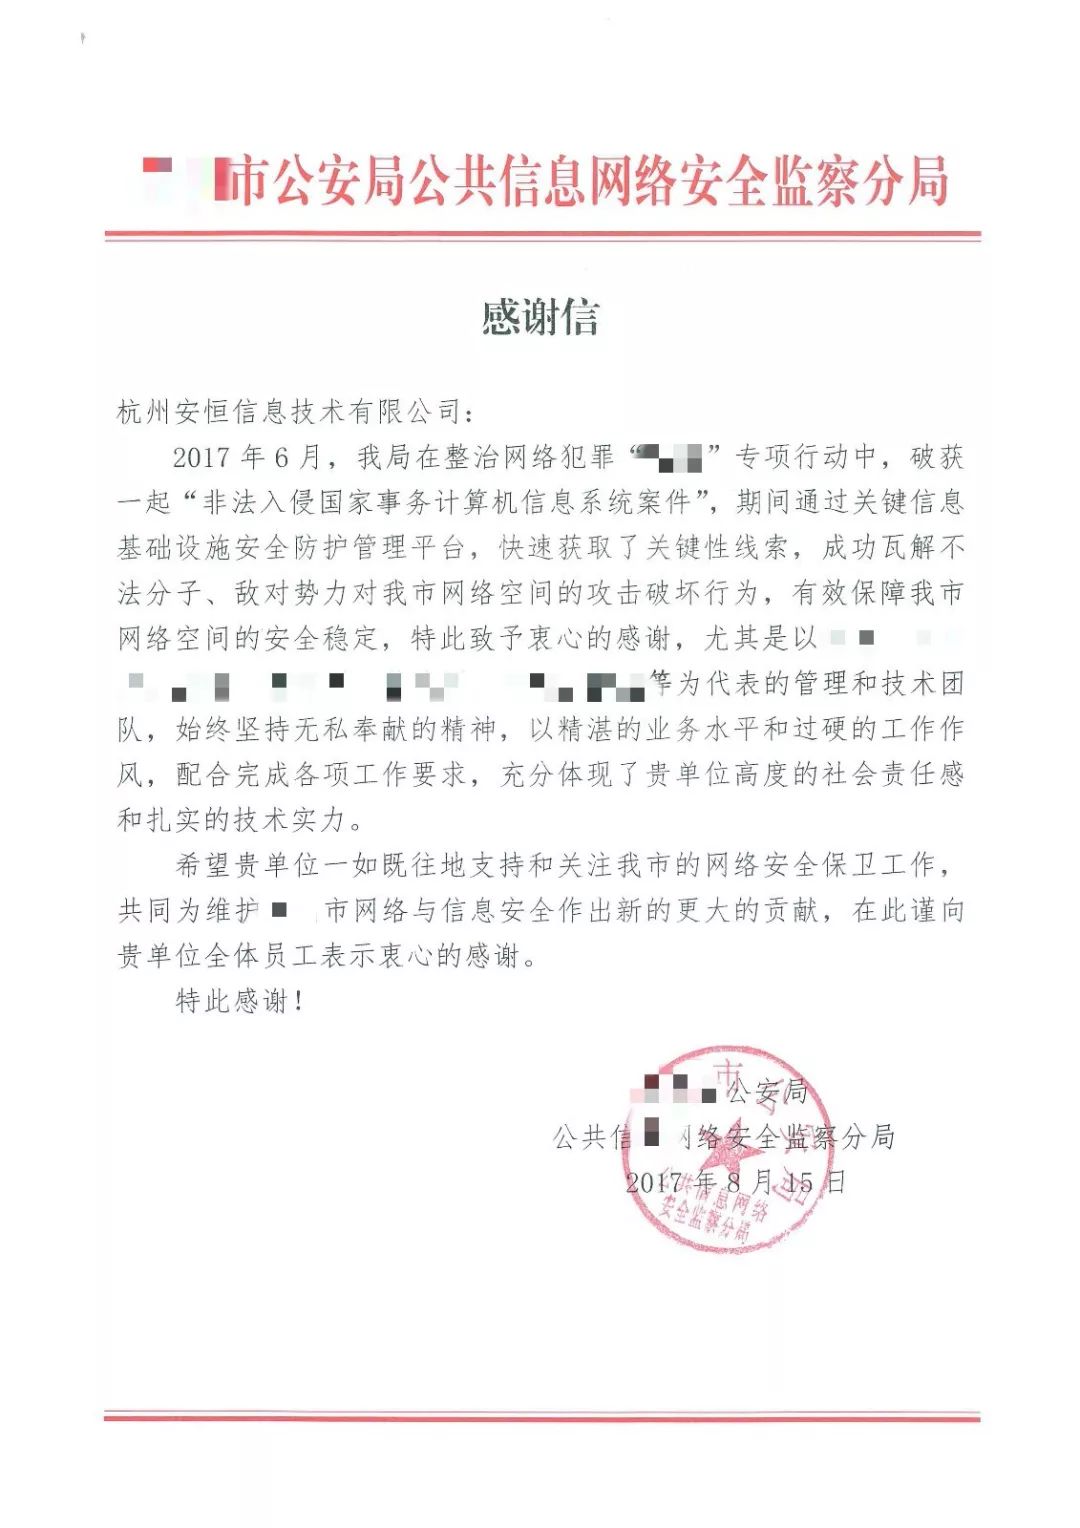 市公安局公共信息网络安全监察分局
感谢信
杭州安恒信息技术有限公司：
2017 年 6 月，我局在整治网络犯罪“”专项行动中，破获
一起“非法入侵国家事务计算机信息系统案件”，期间通过关键信息
基础设施安全防护管理平台，快速获取了关键性线索，成功瓦解不
法分子、敌对势力对我市网络空间的攻击破坏行为，有效保障我市
网络空间的安全稳定，特此致予衷心的感谢，尤其是以
等为代表的管理和技术团
队，始终坚持无私奉献的精神，以精湛的业务水平和过硬的工作作
风，配合完成各项工作要求，充分体现了贵单位高度的社会责任感
和扎实的技术实力。
希望贵单位一如既往地支持和关注我市的网络安全保卫工作，
共同为维护市网络与信息安全作出新的更大的贡献，在此谨向
贵单位全体员工表示衷心的感谢。
特此感谢！
公安局
公共信网络安全监察分局
2017 年 8 月 15 日
市公安局
公共信息网络
安全监察分局